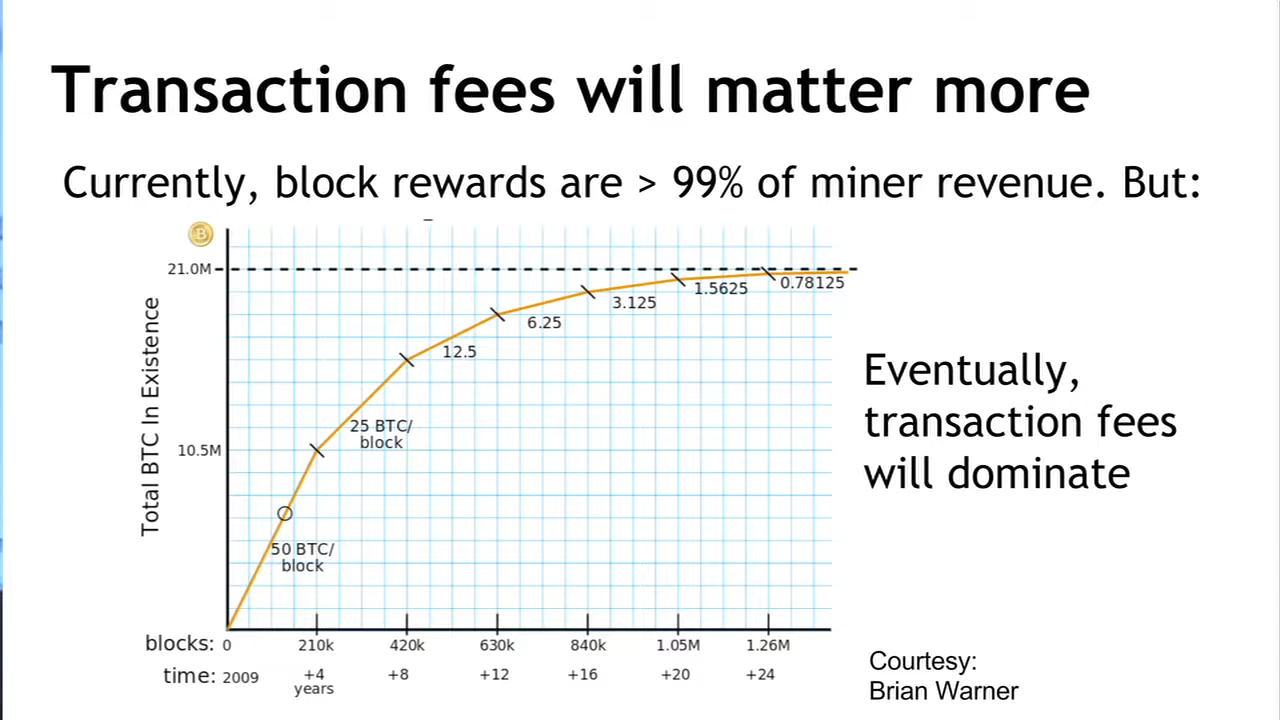 Transaction fees will matter more
Currently, block rewards are > 99% of miner revenue. But:
21.0M
10.5M
Total BTC In Existence
50 BTC/
block
25 BTC/
block
12.5
6.25
3.125
1.5625
0.78125
blocks: 0 210k 420k 630k 840k 1.05M 1.26M
time: 2009 +4 +8 +12 +16 +20 +24
years
Eventually,
transaction fees
will dominate
Courtesy:
Brian Warner